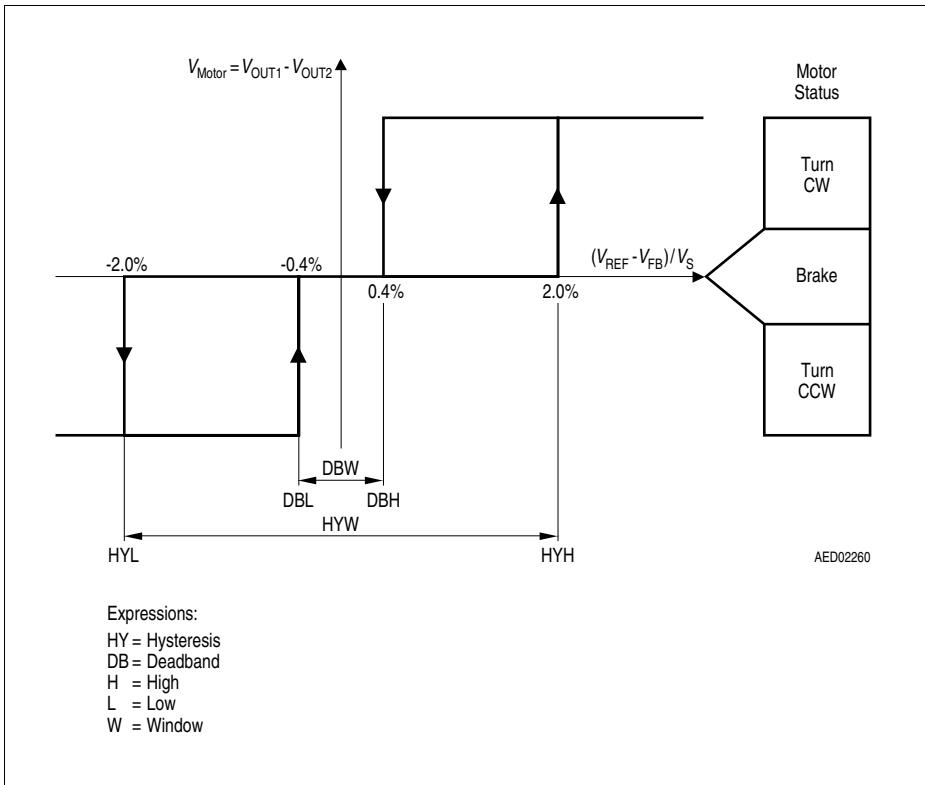 V_Motor = V_OUT1 - V_OUT2
Motor
Status
Turn
CW
-2.0%
-0.4%
(V_REF - V_FB) / V_S
Brake
0.4%
2.0%
Turn
CCW
DBW
DBL
DBH
HYW
HYL
HYH
AED02260
Expressions:
HY = Hysteresis
DB = Deadband
H = High
L = Low
W = Window